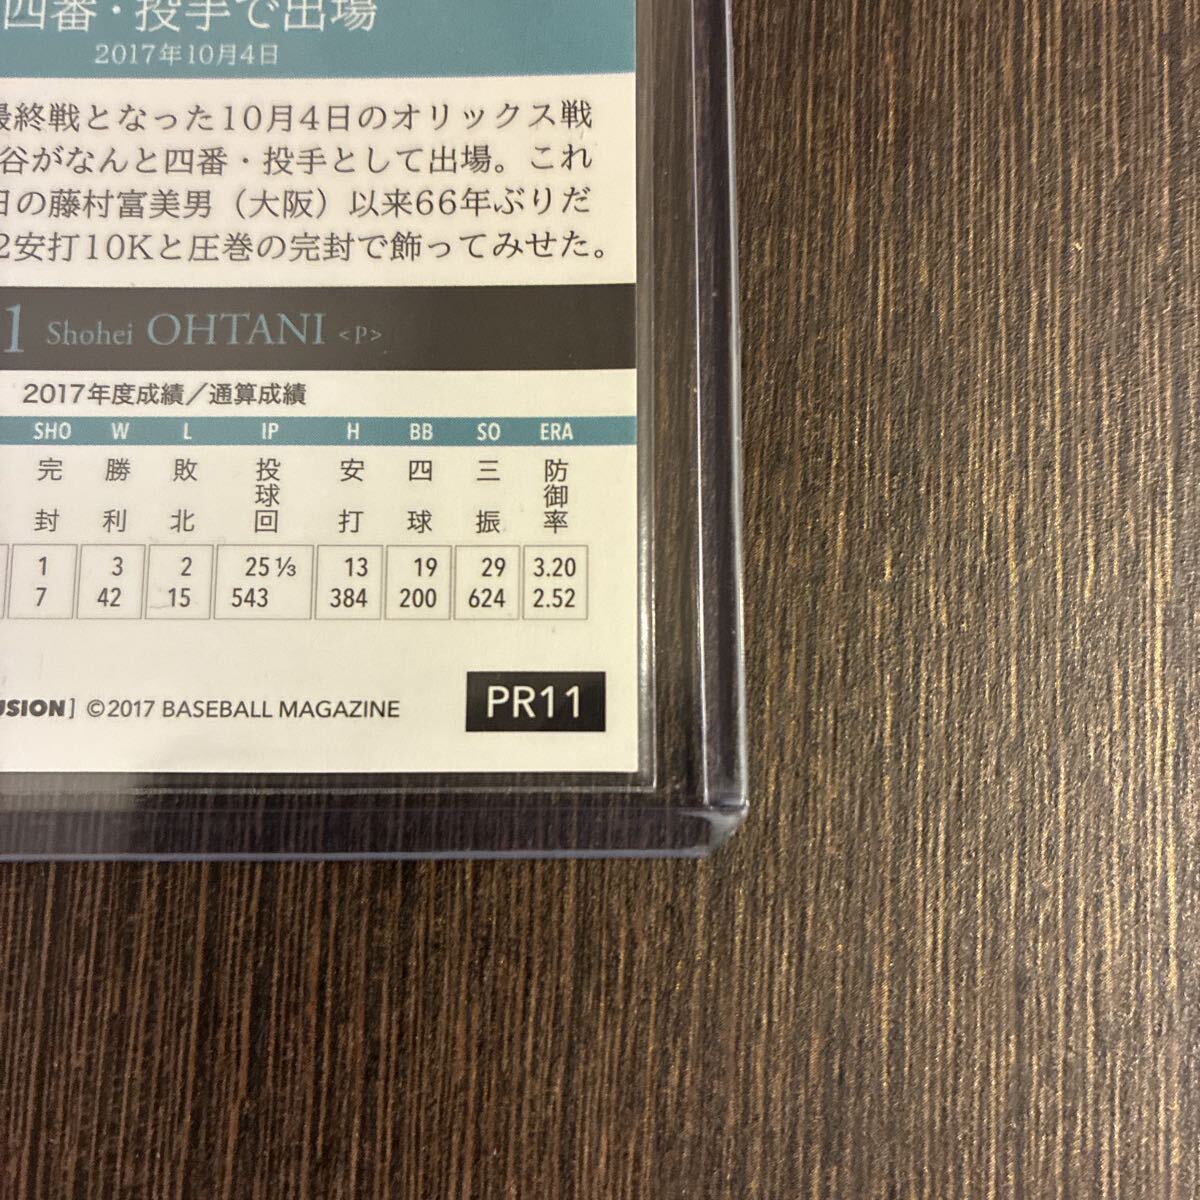 四番・投手で出場
2017年10月4日
最終戦となった10月4日のオリックス戦
谷がなんと四番・投手として出場。これ
日の藤村富美男（大阪）以来66年ぶりだ
2安打10Kと圧巻の完封で飾ってみせた。
1 Shohei OHTANI <P>
2017年度成績／通算成績
SHO W L IP H BB SO ERA
完封 勝利 敗北 投球回 安打 四球 三振 防御率
1 3 2 25 1/3 13 19 29 3.20
7 42 15 543 384 200 624 2.52
USION] ©2017 BASEBALL MAGAZINE
PR11